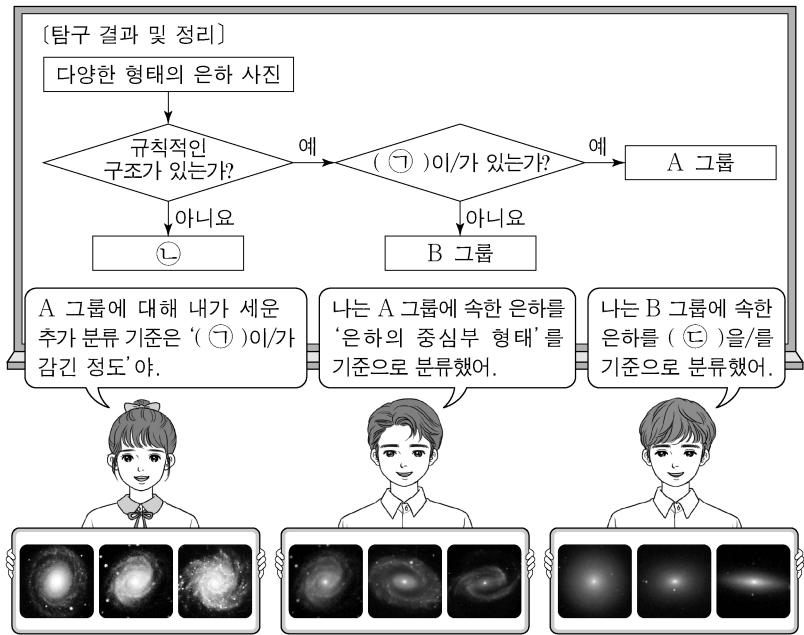 〔탐구 결과 및 정리〕
다양한 형태의 은하 사진
규칙적인
구조가 있는가?
예
( ㉠ )이/가 있는가?
예
A 그룹
아니요
아니요
㉡
B 그룹
A 그룹에 대해 내가 세운
추가 분류 기준은 ‘( ㉠ )이/가
감긴 정도’야.
나는 A 그룹에 속한 은하를
‘은하의 중심부 형태’를
기준으로 분류했어.
나는 B 그룹에 속한
은하를 ( ㉢ )을/를
기준으로 분류했어.